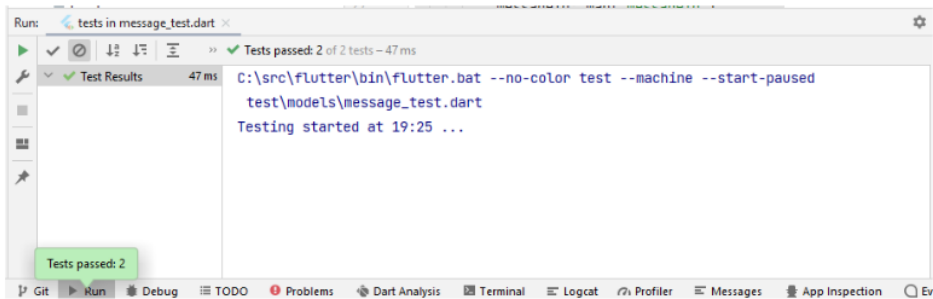 Run: tests in message_test.dart ×
» Tests passed: 2 of 2 tests – 47 ms
Test Results 47 ms
C:\src\flutter\bin\flutter.bat --no-color test --machine --start-paused
test\models\message_test.dart
Testing started at 19:25 ...
Tests passed: 2
Git Run Debug TODO Problems Dart Analysis Terminal Logcat Profiler Messages App Inspection Ev